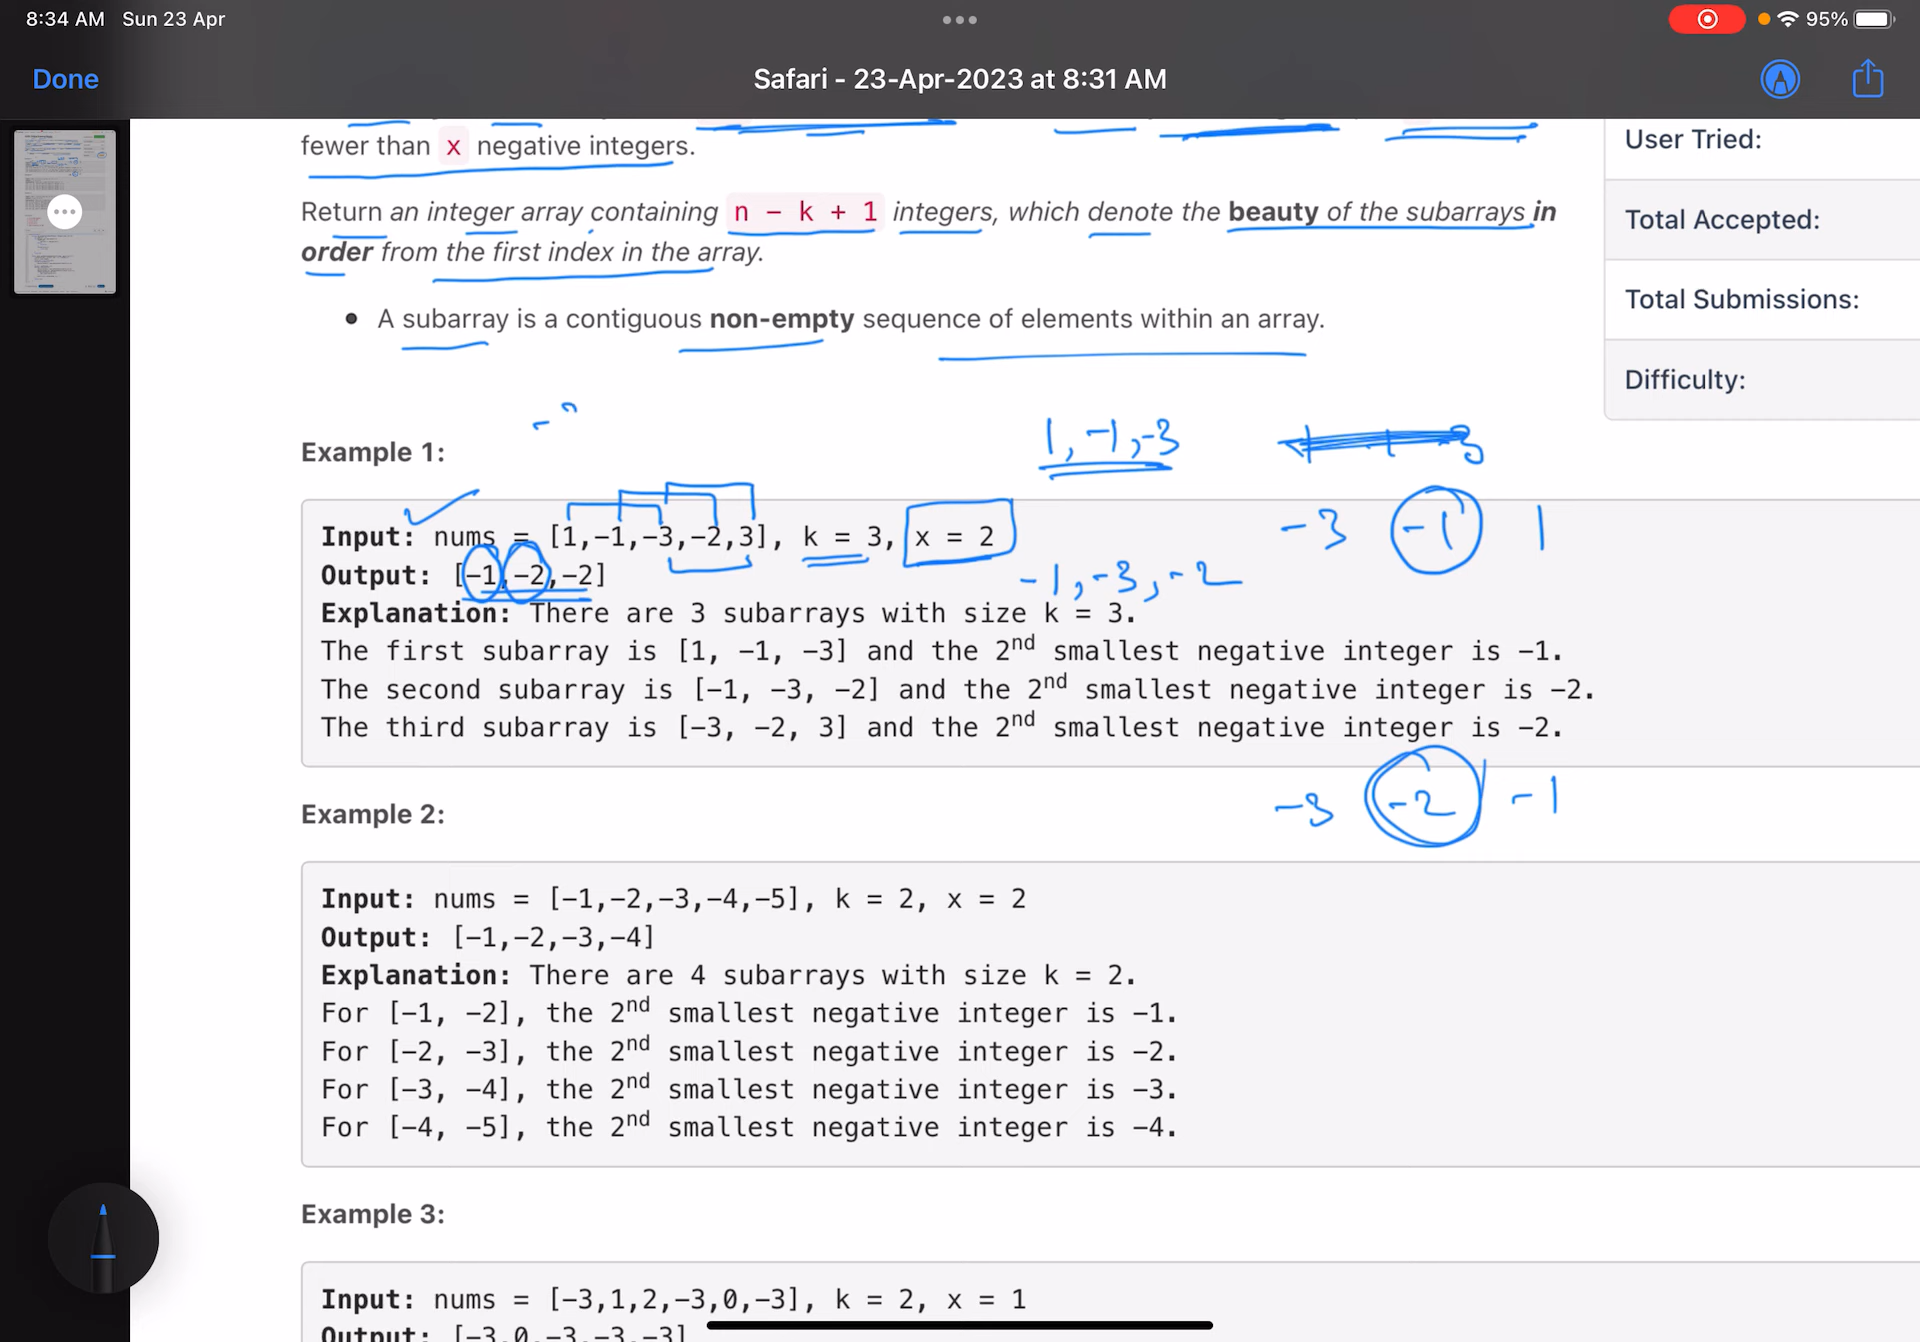 8:34 AM Sun 23 Apr
95%
Done
Safari - 23-Apr-2023 at 8:31 AM
fewer than x negative integers.
Return an integer array containing n - k + 1 integers, which denote the beauty of the subarrays in
order from the first index in the array.
• A subarray is a contiguous non-empty sequence of elements within an array.
User Tried:
Total Accepted:
Total Submissions:
Difficulty:
1, -1, -3
Example 1:
-3 -1 1
Input: nums = [1,-1,-3,-2,3], k = 3, x = 2
Output: [-1,-2,-2]
-1, -3, -2
Explanation: There are 3 subarrays with size k = 3.
The first subarray is [1, -1, -3] and the 2nd smallest negative integer is -1.
The second subarray is [-1, -3, -2] and the 2nd smallest negative integer is -2.
The third subarray is [-3, -2, 3] and the 2nd smallest negative integer is -2.
-3 -2 -1
Example 2:
Input: nums = [-1,-2,-3,-4,-5], k = 2, x = 2
Output: [-1,-2,-3,-4]
Explanation: There are 4 subarrays with size k = 2.
For [-1, -2], the 2nd smallest negative integer is -1.
For [-2, -3], the 2nd smallest negative integer is -2.
For [-3, -4], the 2nd smallest negative integer is -3.
For [-4, -5], the 2nd smallest negative integer is -4.
Example 3:
Input: nums = [-3,1,2,-3,0,-3], k = 2, x = 1
Output: [-3,0,-3,-3,-3]